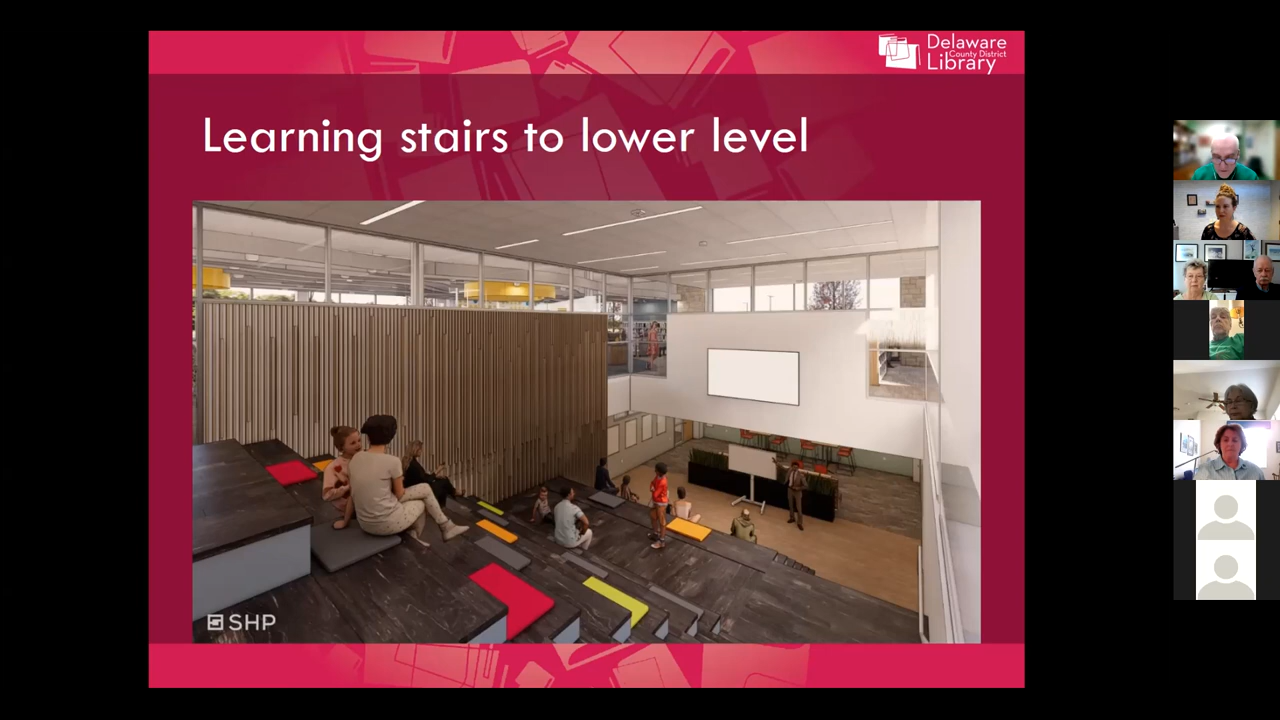 Delaware
County District
Library
Learning stairs to lower level
SHP